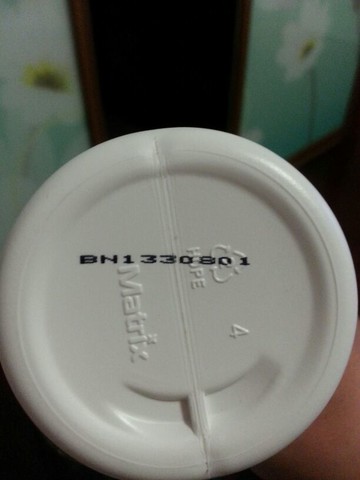 BN1330801
HDPE
Matrix
4